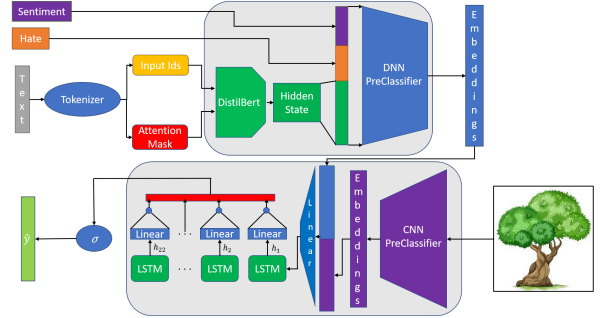 Sentiment
Hate
Text
Tokenizer
Input Ids
Attention
Mask
DistilBert
Hidden
State
DNN
PreClassifier
Embeddings
CNN
PreClassifier
Embeddings
Linear
Linear
. . .
Linear
Linear
h₂₂
h₂
h₁
LSTM
. . .
LSTM
LSTM
σ
ŷ